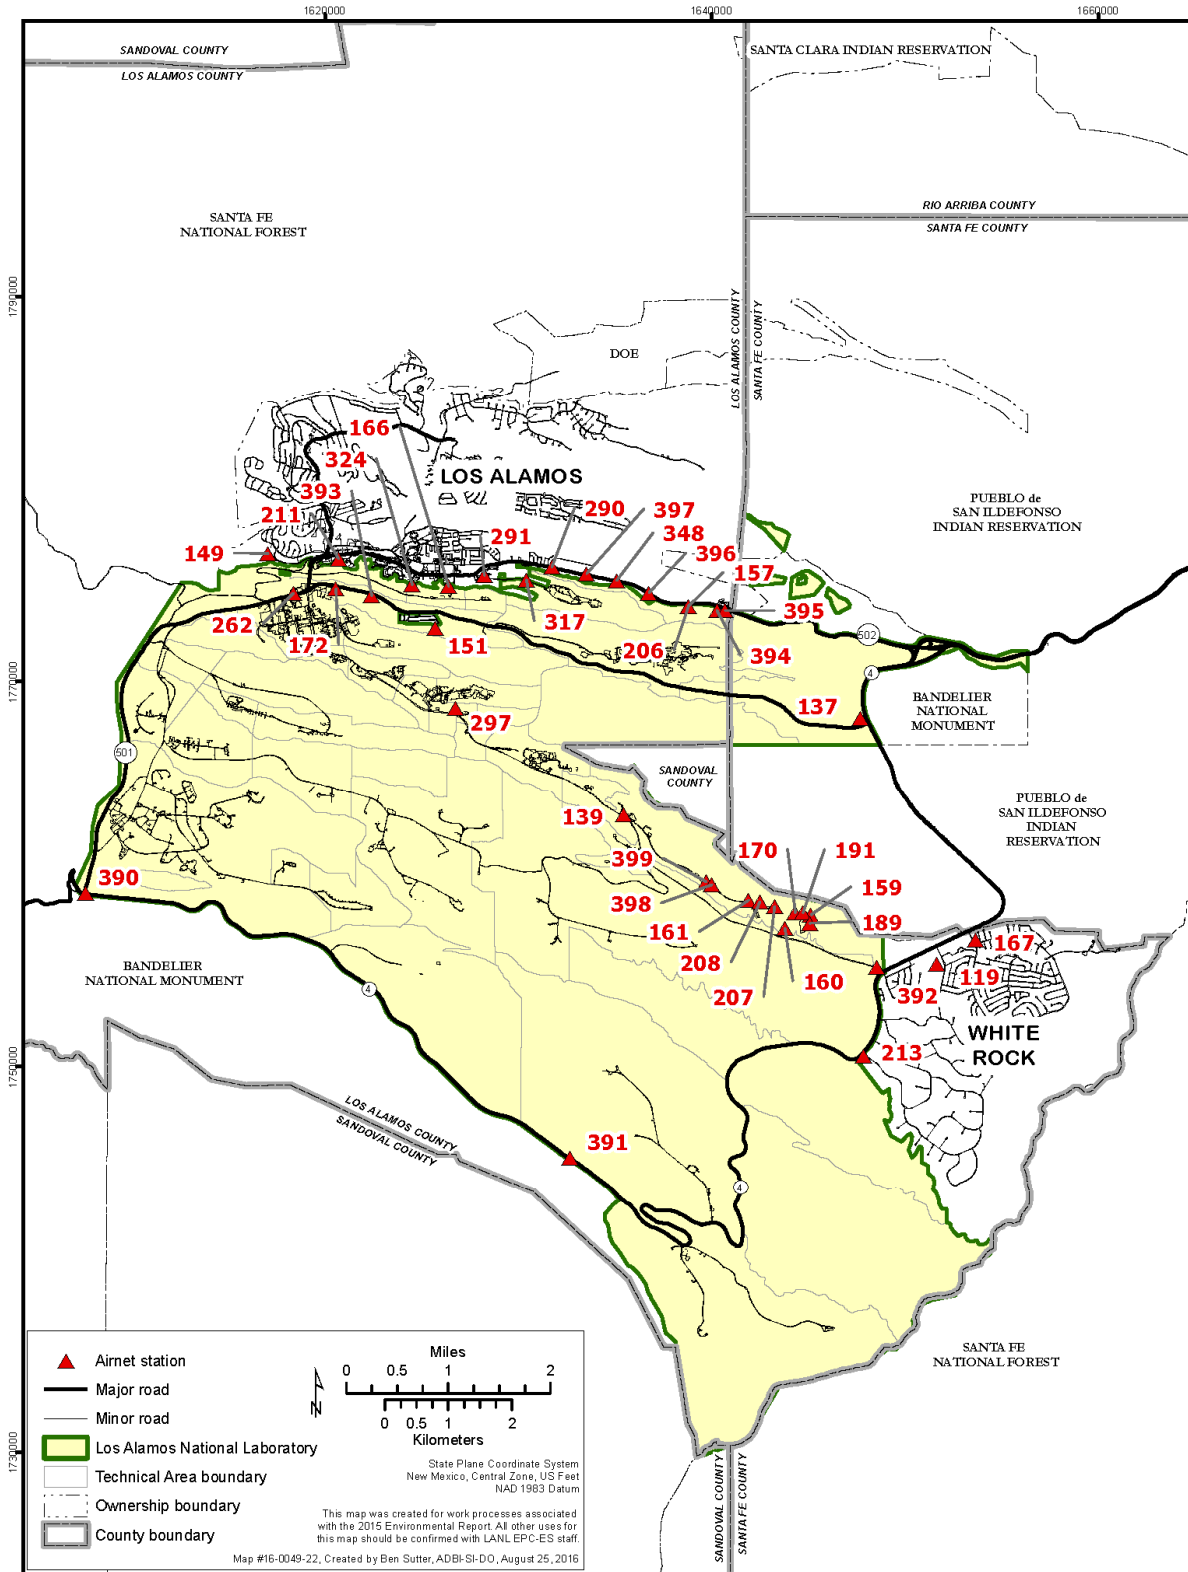 1620000
1640000
1660000
SANDOVAL COUNTY
LOS ALAMOS COUNTY
SANTA CLARA INDIAN RESERVATION
RIO ARRIBA COUNTY
SANTA FE COUNTY
SANTA FE
NATIONAL FOREST
1790000
LOS ALAMOS COUNTY
SANTA FE COUNTY
DOE
166
324
393
211
149
LOS ALAMOS
291
290
397
348
396
157
395
PUEBLO de
SAN ILDEFONSO
INDIAN RESERVATION
262
172
151
317
206
394
502
4
1770000
137
BANDELIER
NATIONAL
MONUMENT
297
501
SANDOVAL
COUNTY
PUEBLO de
SAN ILDEFONSO
INDIAN
RESERVATION
139
399
170
191
390
398
159
161
189
208
167
207
160
392
119
BANDELIER
NATIONAL MONUMENT
4
WHITE
ROCK
213
1750000
LOS ALAMOS COUNTY
SANDOVAL COUNTY
391
4
SANTA FE
NATIONAL FOREST
1730000
SANDOVAL COUNTY
SANTA FE COUNTY
Airnet station
Major road
Minor road
Los Alamos National Laboratory
Technical Area boundary
Ownership boundary
County boundary
N
Miles
0 0.5 1 2
0 0.5 1 2
Kilometers
State Plane Coordinate System
New Mexico, Central Zone, US Feet
NAD 1983 Datum
This map was created for work processes associated
with the 2015 Environmental Report. All other uses for
this map should be confirmed with LANL EPC-ES staff.
Map #16-0049-22, Created by Ben Sutter, ADBI-SI-DO, August 25, 2016